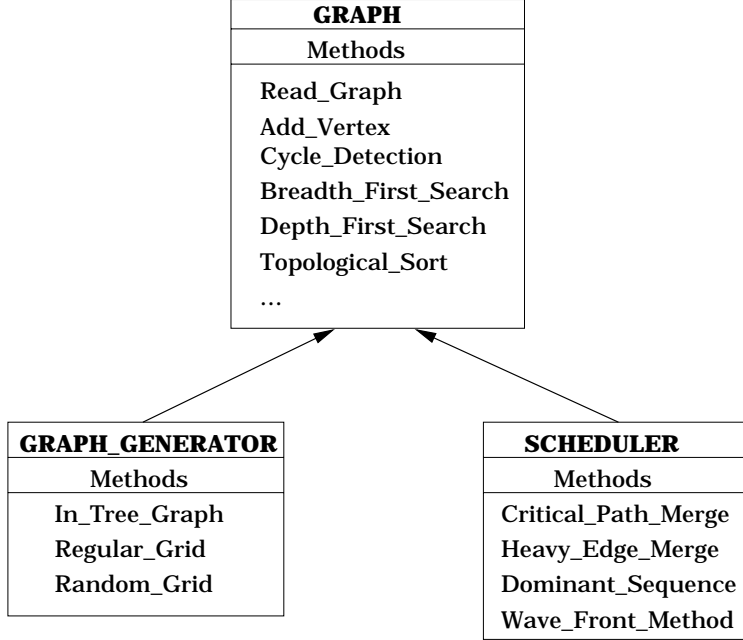 GRAPH
Methods
Read_Graph
Add_Vertex
Cycle_Detection
Breadth_First_Search
Depth_First_Search
Topological_Sort
...
GRAPH_GENERATOR
Methods
In_Tree_Graph
Regular_Grid
Random_Grid
SCHEDULER
Methods
Critical_Path_Merge
Heavy_Edge_Merge
Dominant_Sequence
Wave_Front_Method